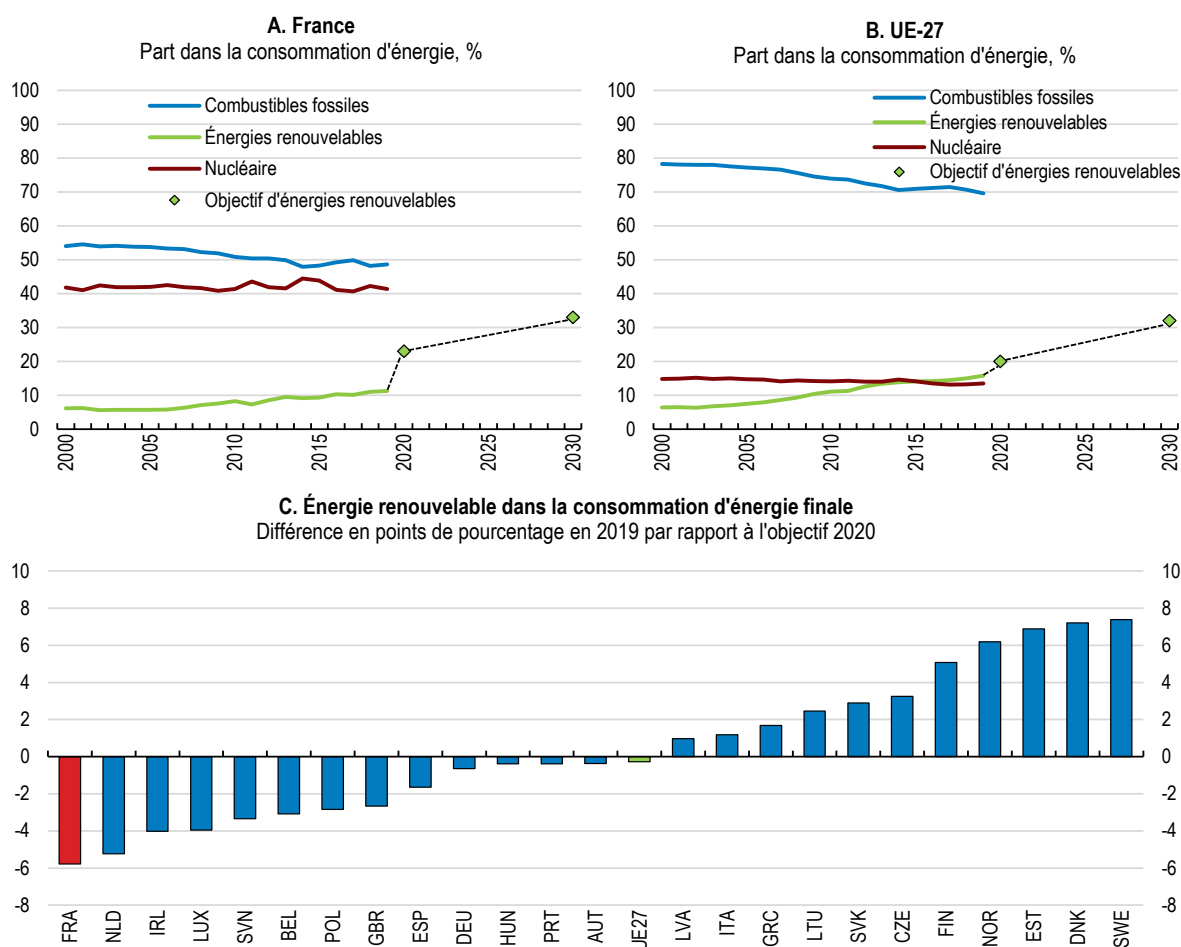 A. France
Part dans la consommation d'énergie, %
100
90
80
70
60
50
40
30
20
10
0
Combustibles fossiles
Énergies renouvelables
Nucléaire
Objectif d'énergies renouvelables
2000
2005
2010
2015
2020
2025
2030
B. UE-27
Part dans la consommation d'énergie, %
100
90
80
70
60
50
40
30
20
10
0
Combustibles fossiles
Énergies renouvelables
Nucléaire
Objectif d'énergies renouvelables
2000
2005
2010
2015
2020
2025
2030
C. Énergie renouvelable dans la consommation d'énergie finale
Différence en points de pourcentage en 2019 par rapport à l'objectif 2020
10
8
6
4
2
0
-2
-4
-6
-8
10
8
6
4
2
0
-2
-4
-6
-8
FRA
NLD
IRL
LUX
SVN
BEL
POL
GBR
ESP
DEU
HUN
PRT
AUT
UE27
LVA
ITA
GRC
LTU
SVK
CZE
FIN
NOR
EST
DNK
SWE